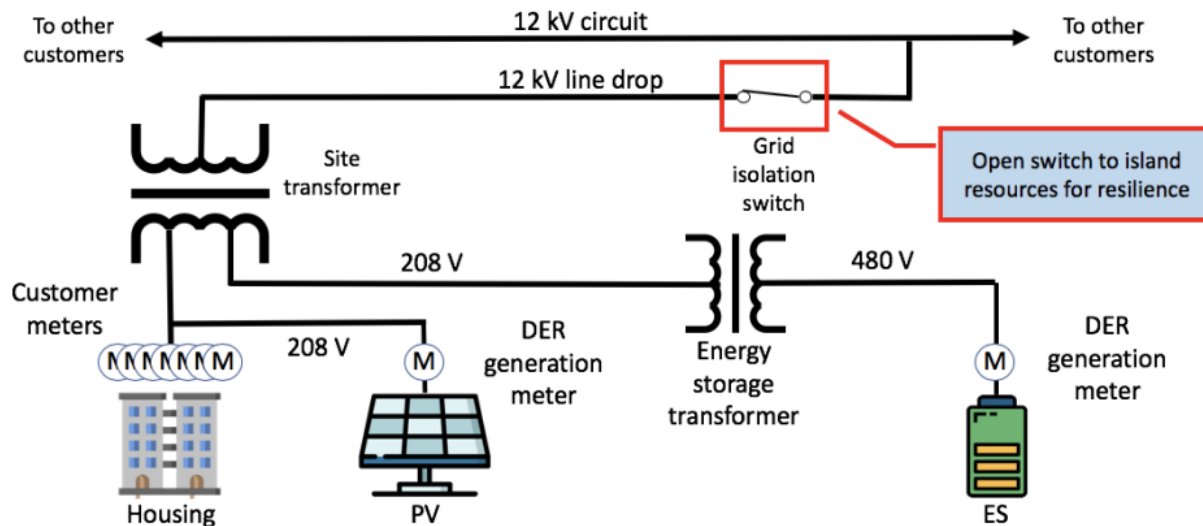 To other
customers
12 kV circuit
To other
customers
12 kV line drop
Site
transformer
Grid
isolation
switch
Open switch to island
resources for resilience
208 V
480 V
Customer
meters
208 V
DER
generation
meter
Energy
storage
transformer
DER
generation
meter
M M M M M M M
M
M
Housing
PV
ES